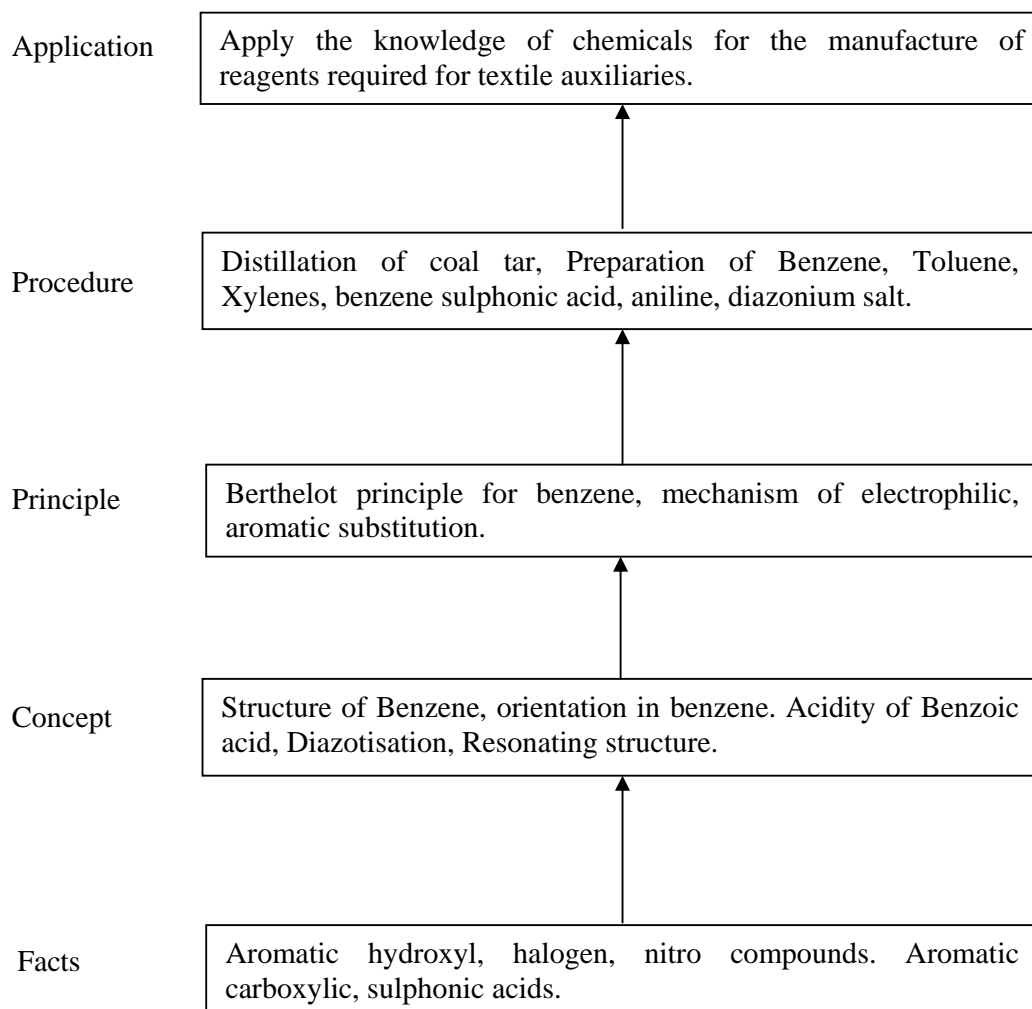 Application
Apply the knowledge of chemicals for the manufacture of
reagents required for textile auxiliaries.
Procedure
Distillation of coal tar, Preparation of Benzene, Toluene,
Xylenes, benzene sulphonic acid, aniline, diazonium salt.
Principle
Berthelot principle for benzene, mechanism of electrophilic,
aromatic substitution.
Concept
Structure of Benzene, orientation in benzene. Acidity of Benzoic
acid, Diazotisation, Resonating structure.
Facts
Aromatic hydroxyl, halogen, nitro compounds. Aromatic
carboxylic, sulphonic acids.